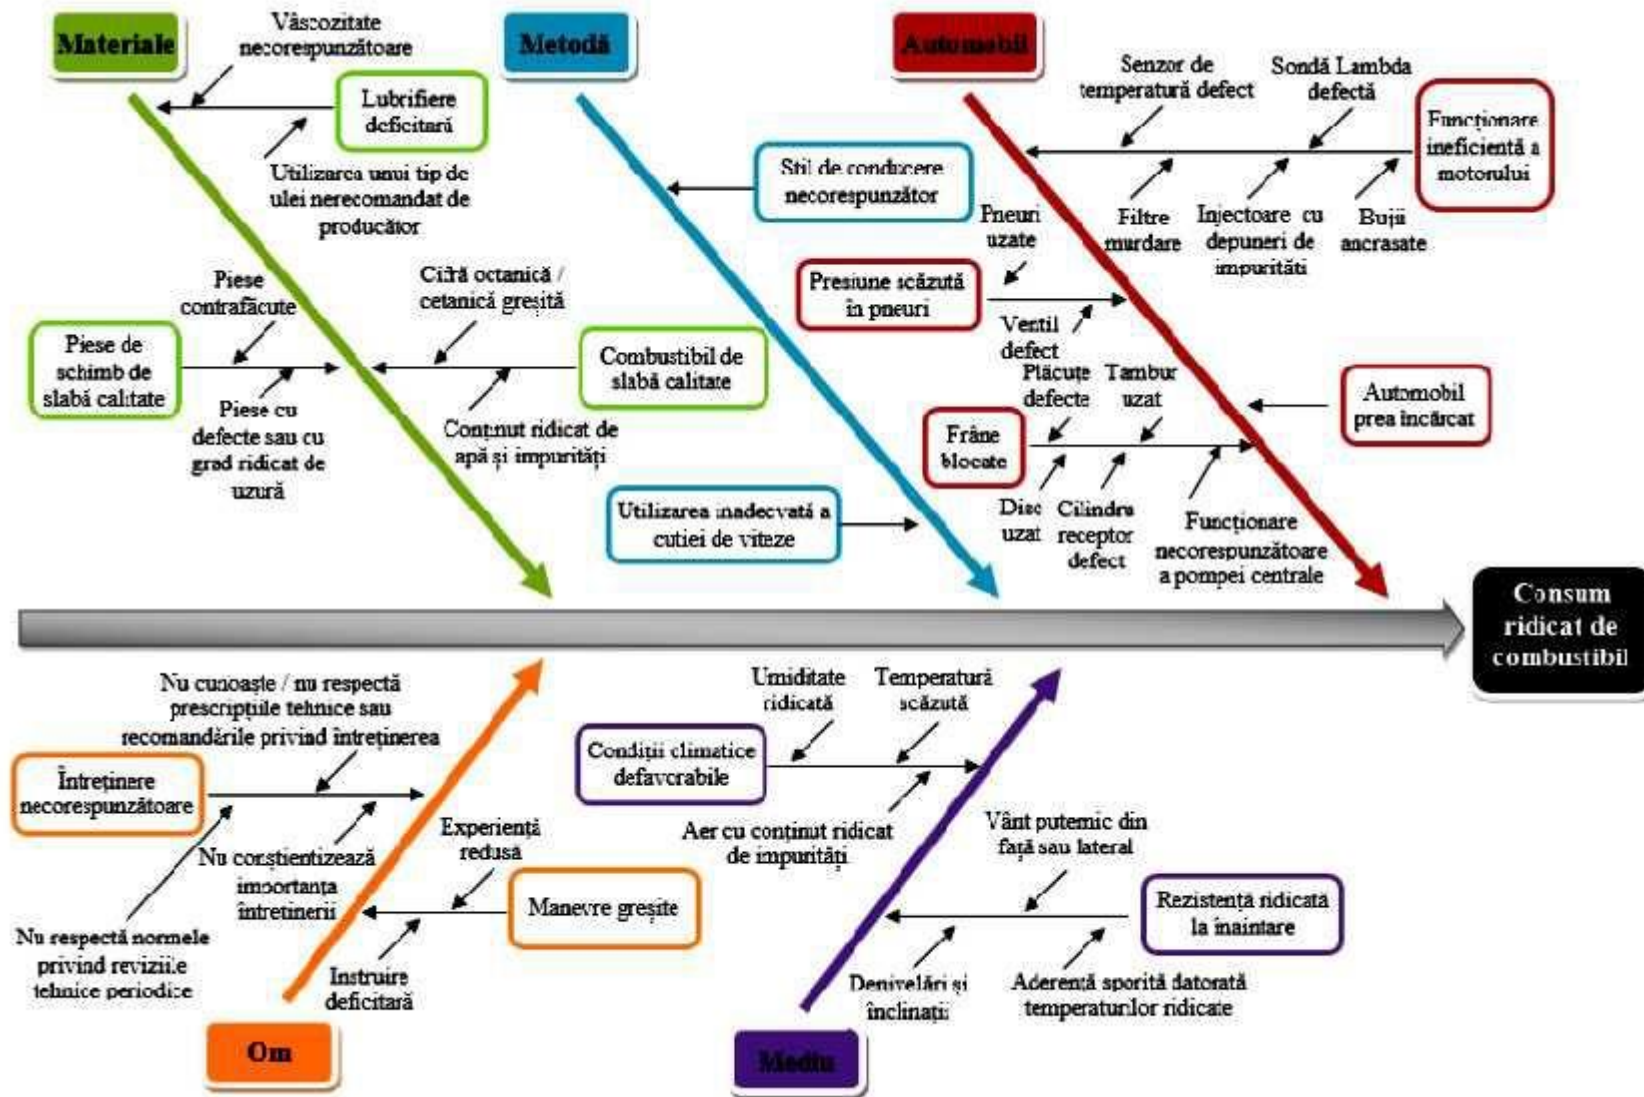 Materiale
Vâscozitate
necorespunzătoare
Lubrifiere
deficitară
Utilizarea unui tip de
ulei nerecomandat de
producător
Piese
contrafăcute
Piese de
schimb de
slabă calitate
Piese cu
defecte sau cu
grad ridicat de
uzură
Cifră octanică /
cetanică greșită
Combustibil de
slabă calitate
Conținut ridicat de
apă și impurități
Metodă
Stil de conducere
necorespunzător
Utilizarea inadecvată a
cutiei de viteze
Automobil
Senzor de
temperatură defect
Sondă Lambda
defectă
Funcționare
ineficientă a
motorului
Filtre
murdare
Injectoare cu
depuneri de
impurități
Bujii
ancrasate
Pneuri
uzate
Presiune scăzută
în pneuri
Ventil
defect
Plăcuțe
defecte
Tambur
uzat
Automobil
prea încărcat
Frâne
blocate
Disc
uzat
Cilindru
receptor
defect
Funcționare
necorespunzătoare
a pompei centrale
Consum
ridicat de
combustibil
Nu cunoaște / nu respectă
prescripțiile tehnice sau
recomandările privind întreținerea
Întreținere
necorespunzătoare
Nu conștientizează
importanța
întreținerii
Nu respectă normele
privind reviziile
tehnice periodice
Experiență
redusă
Manevre greșite
Instruire
deficitară
Om
Umiditate
ridicată
Temperatură
scăzută
Condiții climatice
defavorabile
Aer cu conținut ridicat
de impurități
Vânt puternic din
față sau lateral
Rezistență ridicată
la înaintare
Denivelări și
înclinații
Aderență sporită datorată
temperaturilor ridicate
Mediu